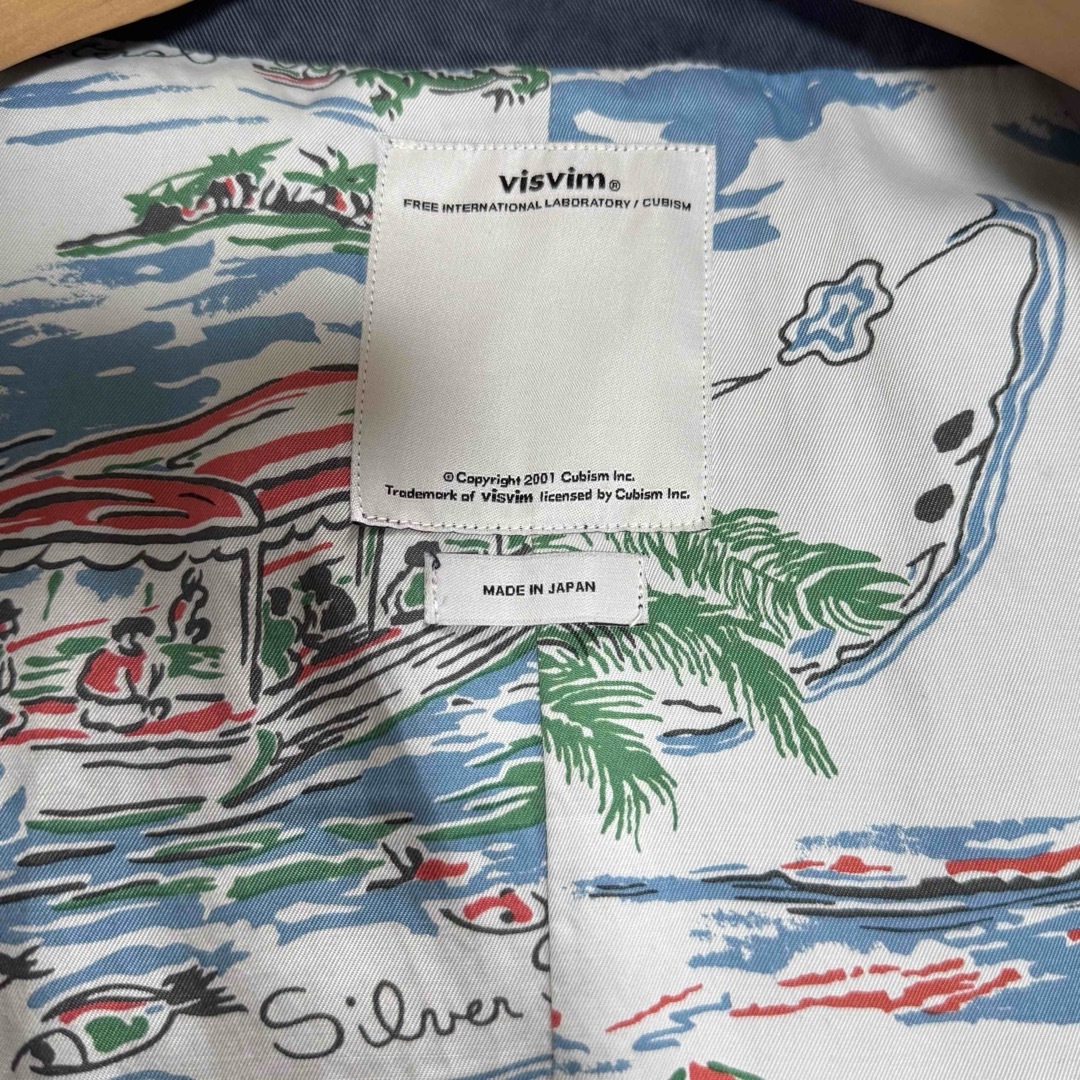 visvim®
FREE INTERNATIONAL LABORATORY / CUBISM
© Copyright 2001 Cubism Inc.
Trademark of visvim licensed by Cubism Inc.
MADE IN JAPAN
Silver